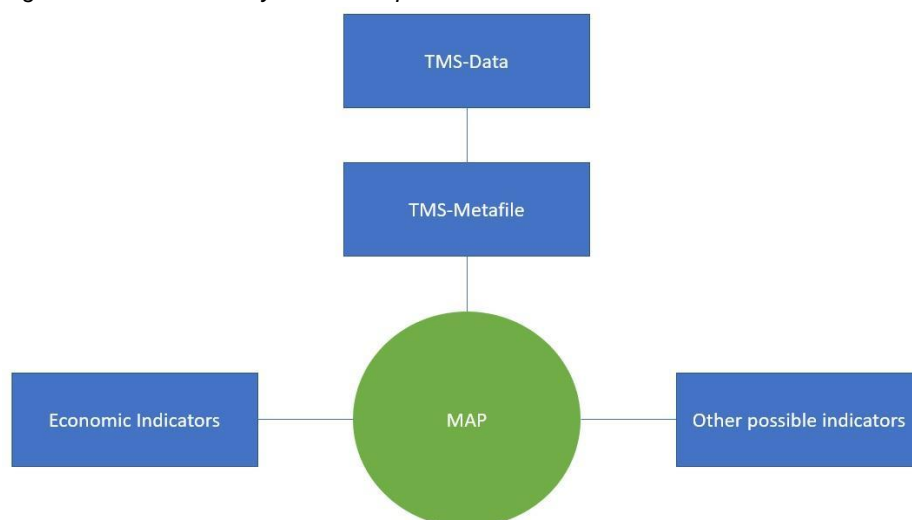 TMS-Data
TMS-Metafile
Economic Indicators
MAP
Other possible indicators